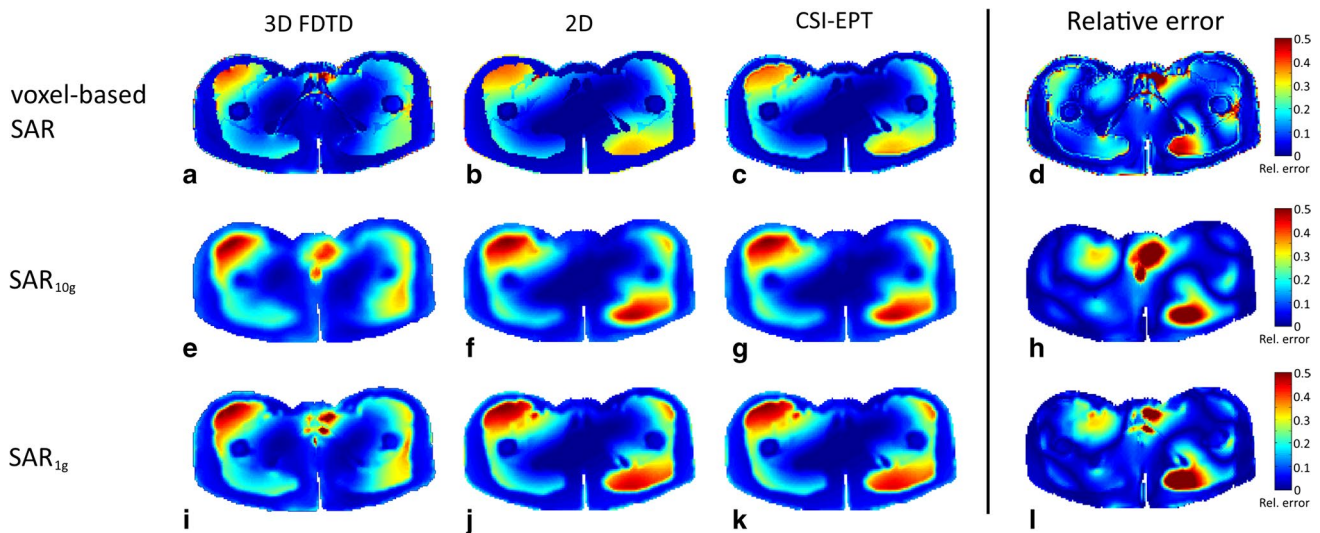 3D FDTD 2D CSI-EPT Relative error
voxel-based
SAR
a b c d
0.5
0.4
0.3
0.2
0.1
0
Rel. error
SAR10g
e f g h
0.5
0.4
0.3
0.2
0.1
0
Rel. error
SAR1g
i j k l
0.5
0.4
0.3
0.2
0.1
0
Rel. error